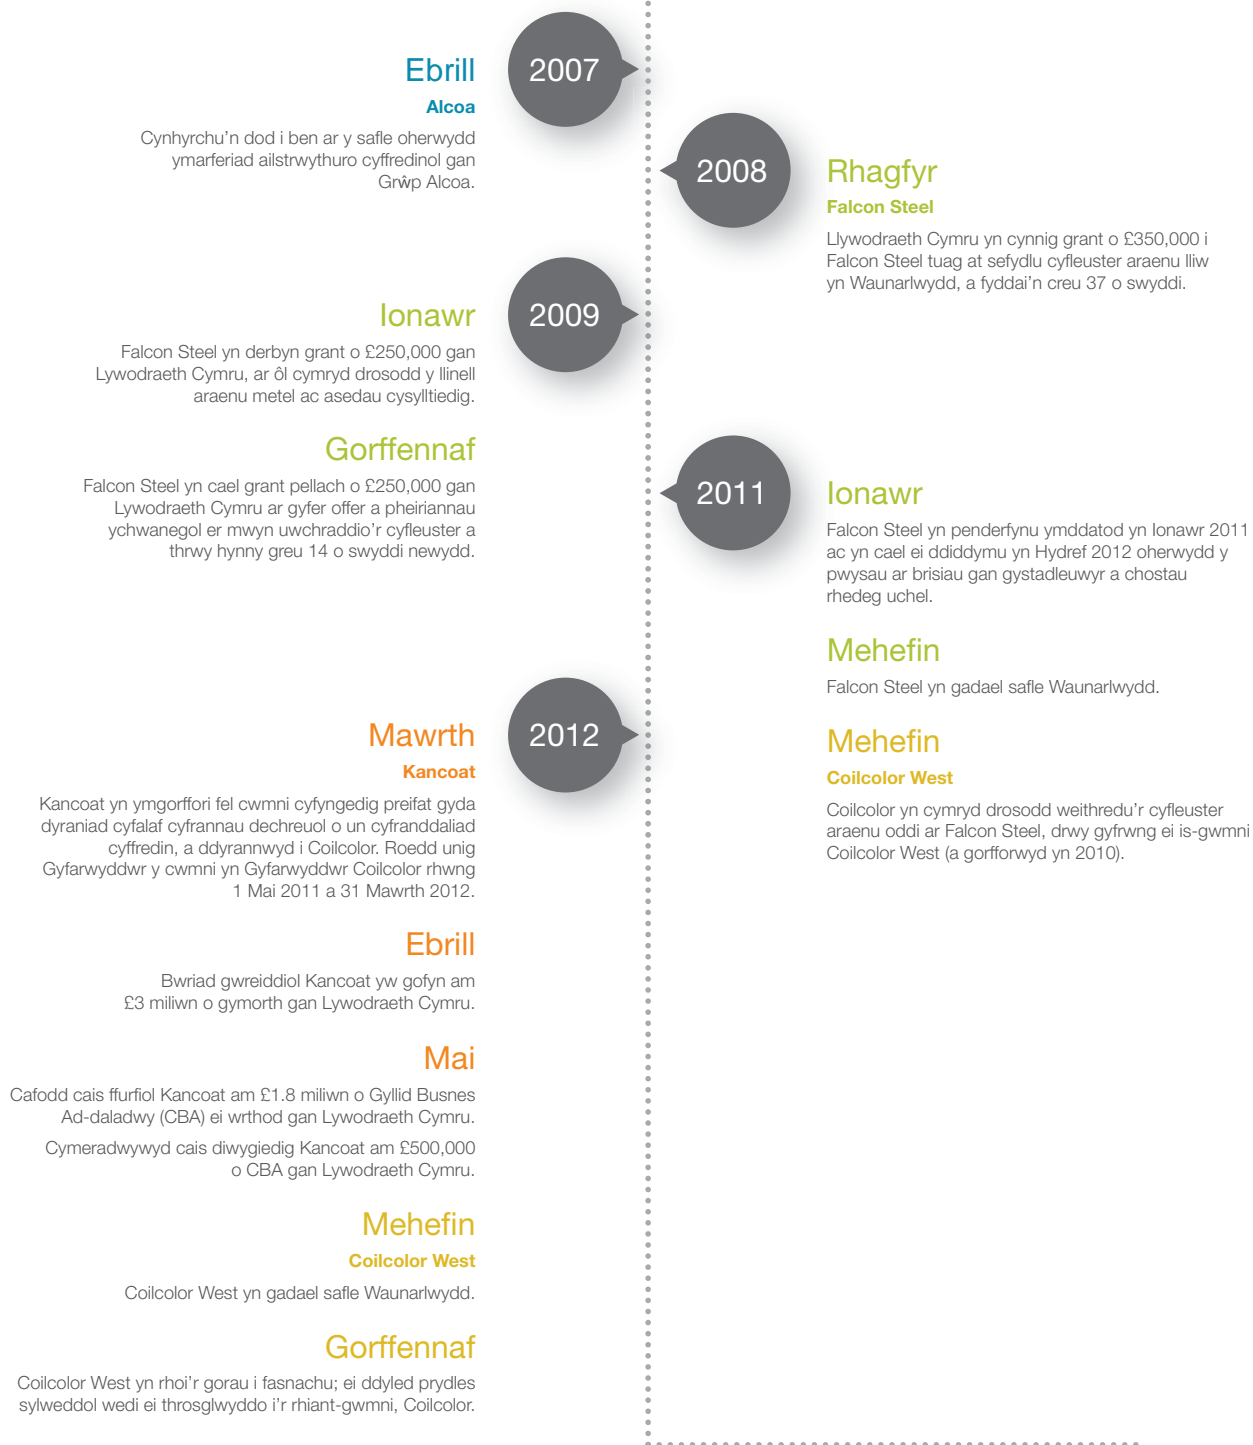 2007
Ebrill
Alcoa
Cynhyrchu’n dod i ben ar y safle oherwydd
ymarferiad ailstrwythuro cyffredinol gan
Grŵp Alcoa.
2008
Rhagfyr
Falcon Steel
Llywodraeth Cymru yn cynnig grant o £350,000 i
Falcon Steel tuag at sefydlu cyfleuster araenu lliw
yn Waunarlwydd, a fyddai’n creu 37 o swyddi.
2009
Ionawr
Falcon Steel yn derbyn grant o £250,000 gan
Lywodraeth Cymru, ar ôl cymryd drosodd y llinell
araenu metel ac asedau cysylltiedig.
Gorffennaf
Falcon Steel yn cael grant pellach o £250,000 gan
Lywodraeth Cymru ar gyfer offer a pheiriannau
ychwanegol er mwyn uwchraddio’r cyfleuster a
thrwy hynny greu 14 o swyddi newydd.
2011
Ionawr
Falcon Steel yn penderfynu ymddatod yn Ionawr 2011
ac yn cael ei ddiddymu yn Hydref 2012 oherwydd y
pwysau ar brisiau gan gystadleuwyr a chostau
rhedeg uchel.
Mehefin
Falcon Steel yn gadael safle Waunarlwydd.
Mehefin
Coilcolor West
Coilcolor yn cymryd drosodd weithredu’r cyfleuster
araenu oddi ar Falcon Steel, drwy gyfrwng ei is-gwmni
Coilcolor West (a gorfforwyd yn 2010).
2012
Mawrth
Kancoat
Kancoat yn ymgorffori fel cwmni cyfyngedig preifat gyda
dyraniad cyfalaf cyfrannau dechreuol o un cyfranddaliad
cyffredin, a ddyrannwyd i Coilcolor. Roedd unig
Gyfarwyddwr y cwmni yn Gyfarwyddwr Coilcolor rhwng
1 Mai 2011 a 31 Mawrth 2012.
Ebrill
Bwriad gwreiddiol Kancoat yw gofyn am
£3 miliwn o gymorth gan Lywodraeth Cymru.
Mai
Cafodd cais ffurfiol Kancoat am £1.8 miliwn o Gyllid Busnes
Ad-daladwy (CBA) ei wrthod gan Lywodraeth Cymru.
Cymeradwywyd cais diwygiedig Kancoat am £500,000
o CBA gan Lywodraeth Cymru.
Mehefin
Coilcolor West
Coilcolor West yn gadael safle Waunarlwydd.
Gorffennaf
Coilcolor West yn rhoi’r gorau i fasnachu; ei ddyled prydles
sylweddol wedi ei throsglwyddo i’r rhiant-gwmni, Coilcolor.